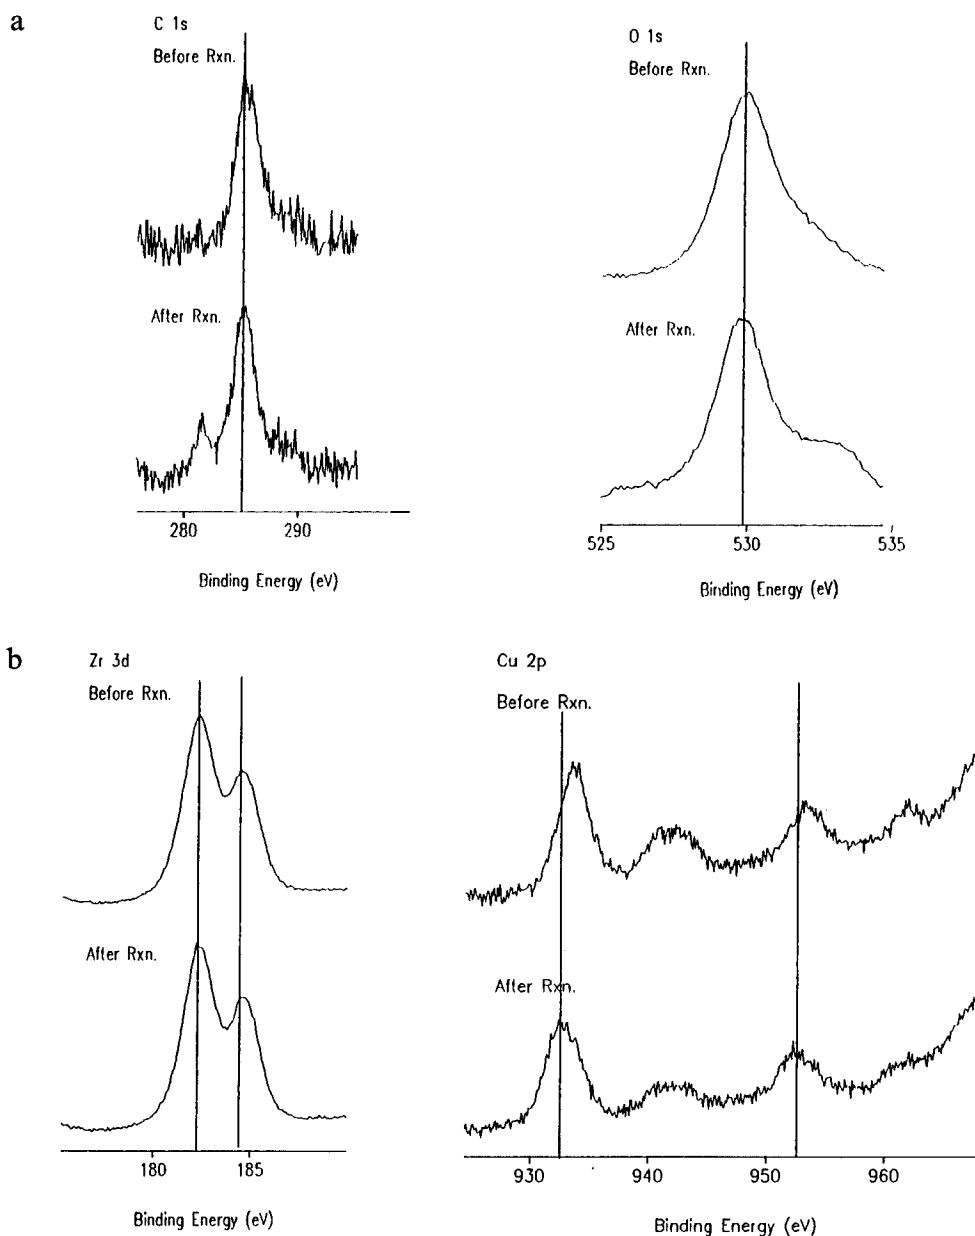 a
C 1s
Before Rxn.
After Rxn.
280 290
Binding Energy (eV)
O 1s
Before Rxn.
After Rxn.
525 530 535
Binding Energy (eV)
b
Zr 3d
Before Rxn.
After Rxn.
180 185
Binding Energy (eV)
Cu 2p
Before Rxn.
After Rxn.
930 940 950 960
Binding Energy (eV)